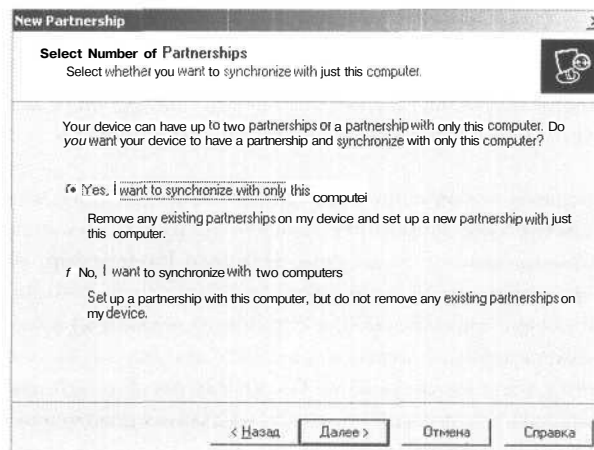 New Partnership
Select Number of Partnerships
Select whether you want to synchronize with just this computer.
Your device can have up to two partnerships or a partnership with only this computer. Do
you want your device to have a partnership and synchronize with only this computer?
Yes, I want to synchronize with only this computei
Remove any existing partnerships on my device and set up a new partnership with just
this computer.
f No, I want to synchronize with two computers
Set up a partnership with this computer, but do not remove any existing partnerships on
my device.
< Назад Далее > Отмена Справка